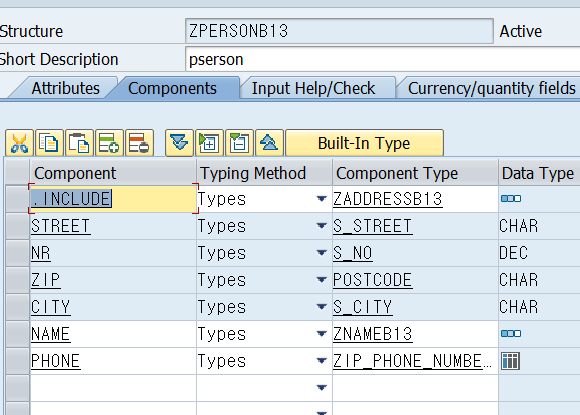 Structure ZPERSONB13 Active
Short Description pserson
Attributes Components Input Help/Check Currency/quantity fields
Built-In Type
Component Typing Method Component Type Data Type
.INCLUDE Types ZADDRESSB13
STREET Types S_STREET CHAR
NR Types S_NO DEC
ZIP Types POSTCODE CHAR
CITY Types S_CITY CHAR
NAME Types ZNAMEB13
PHONE Types ZIP_PHONE_NUMBE...